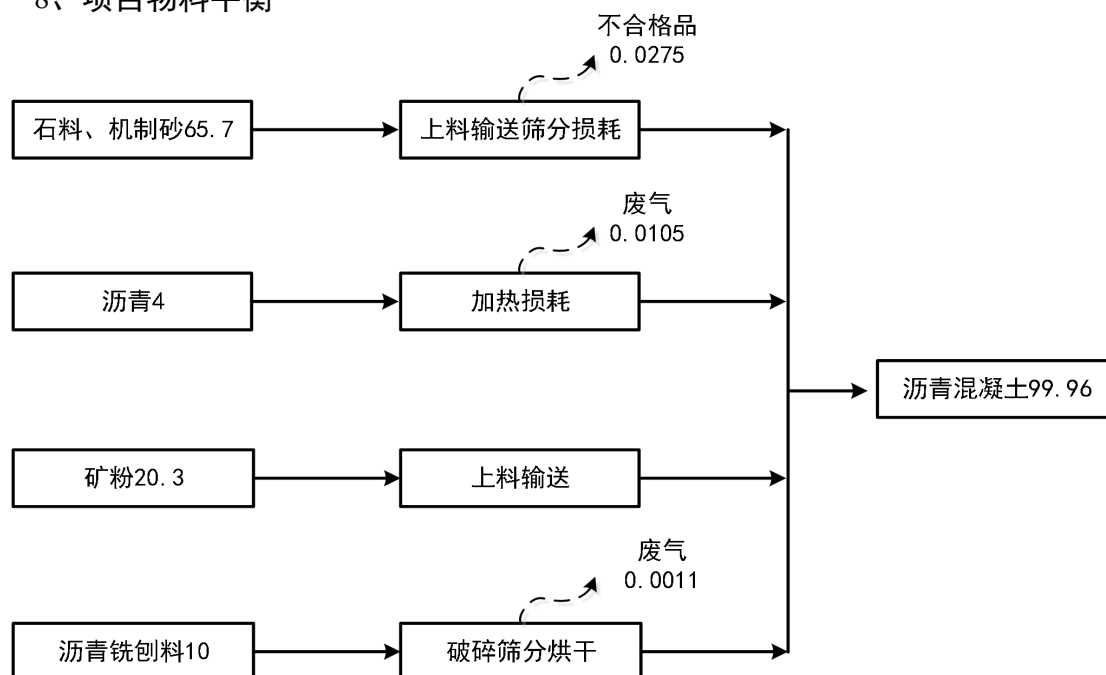 8、项目物料平衡
不合格品
0.0275
石料、机制砂65.7
上料输送筛分损耗
废气
0.0105
沥青4
加热损耗
沥青混凝土99.96
矿粉20.3
上料输送
废气
0.0011
沥青铣刨料10
破碎筛分烘干